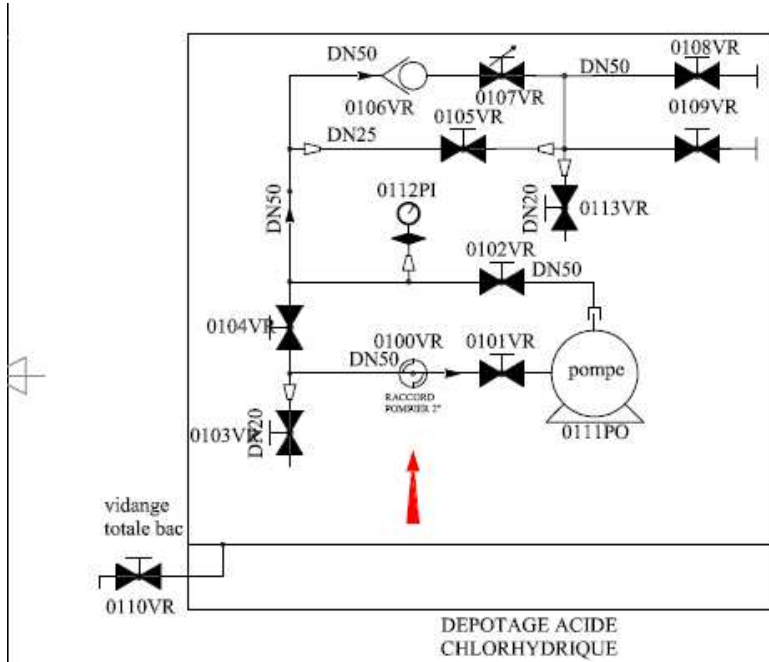 DN50
0108VR
DN50
0106VR
0107VR
0105VR
0109VR
DN25
0112PI
DN50
DN20
0113VR
0102VR
DN50
0104VR
0100VR
0101VR
DN50
RACCORD
POMPIER 2"
pompe
0103VR
DN20
0111PO
vidange
totale bac
0110VR
DEPOTAGE ACIDE
CHLORHYDRIQUE